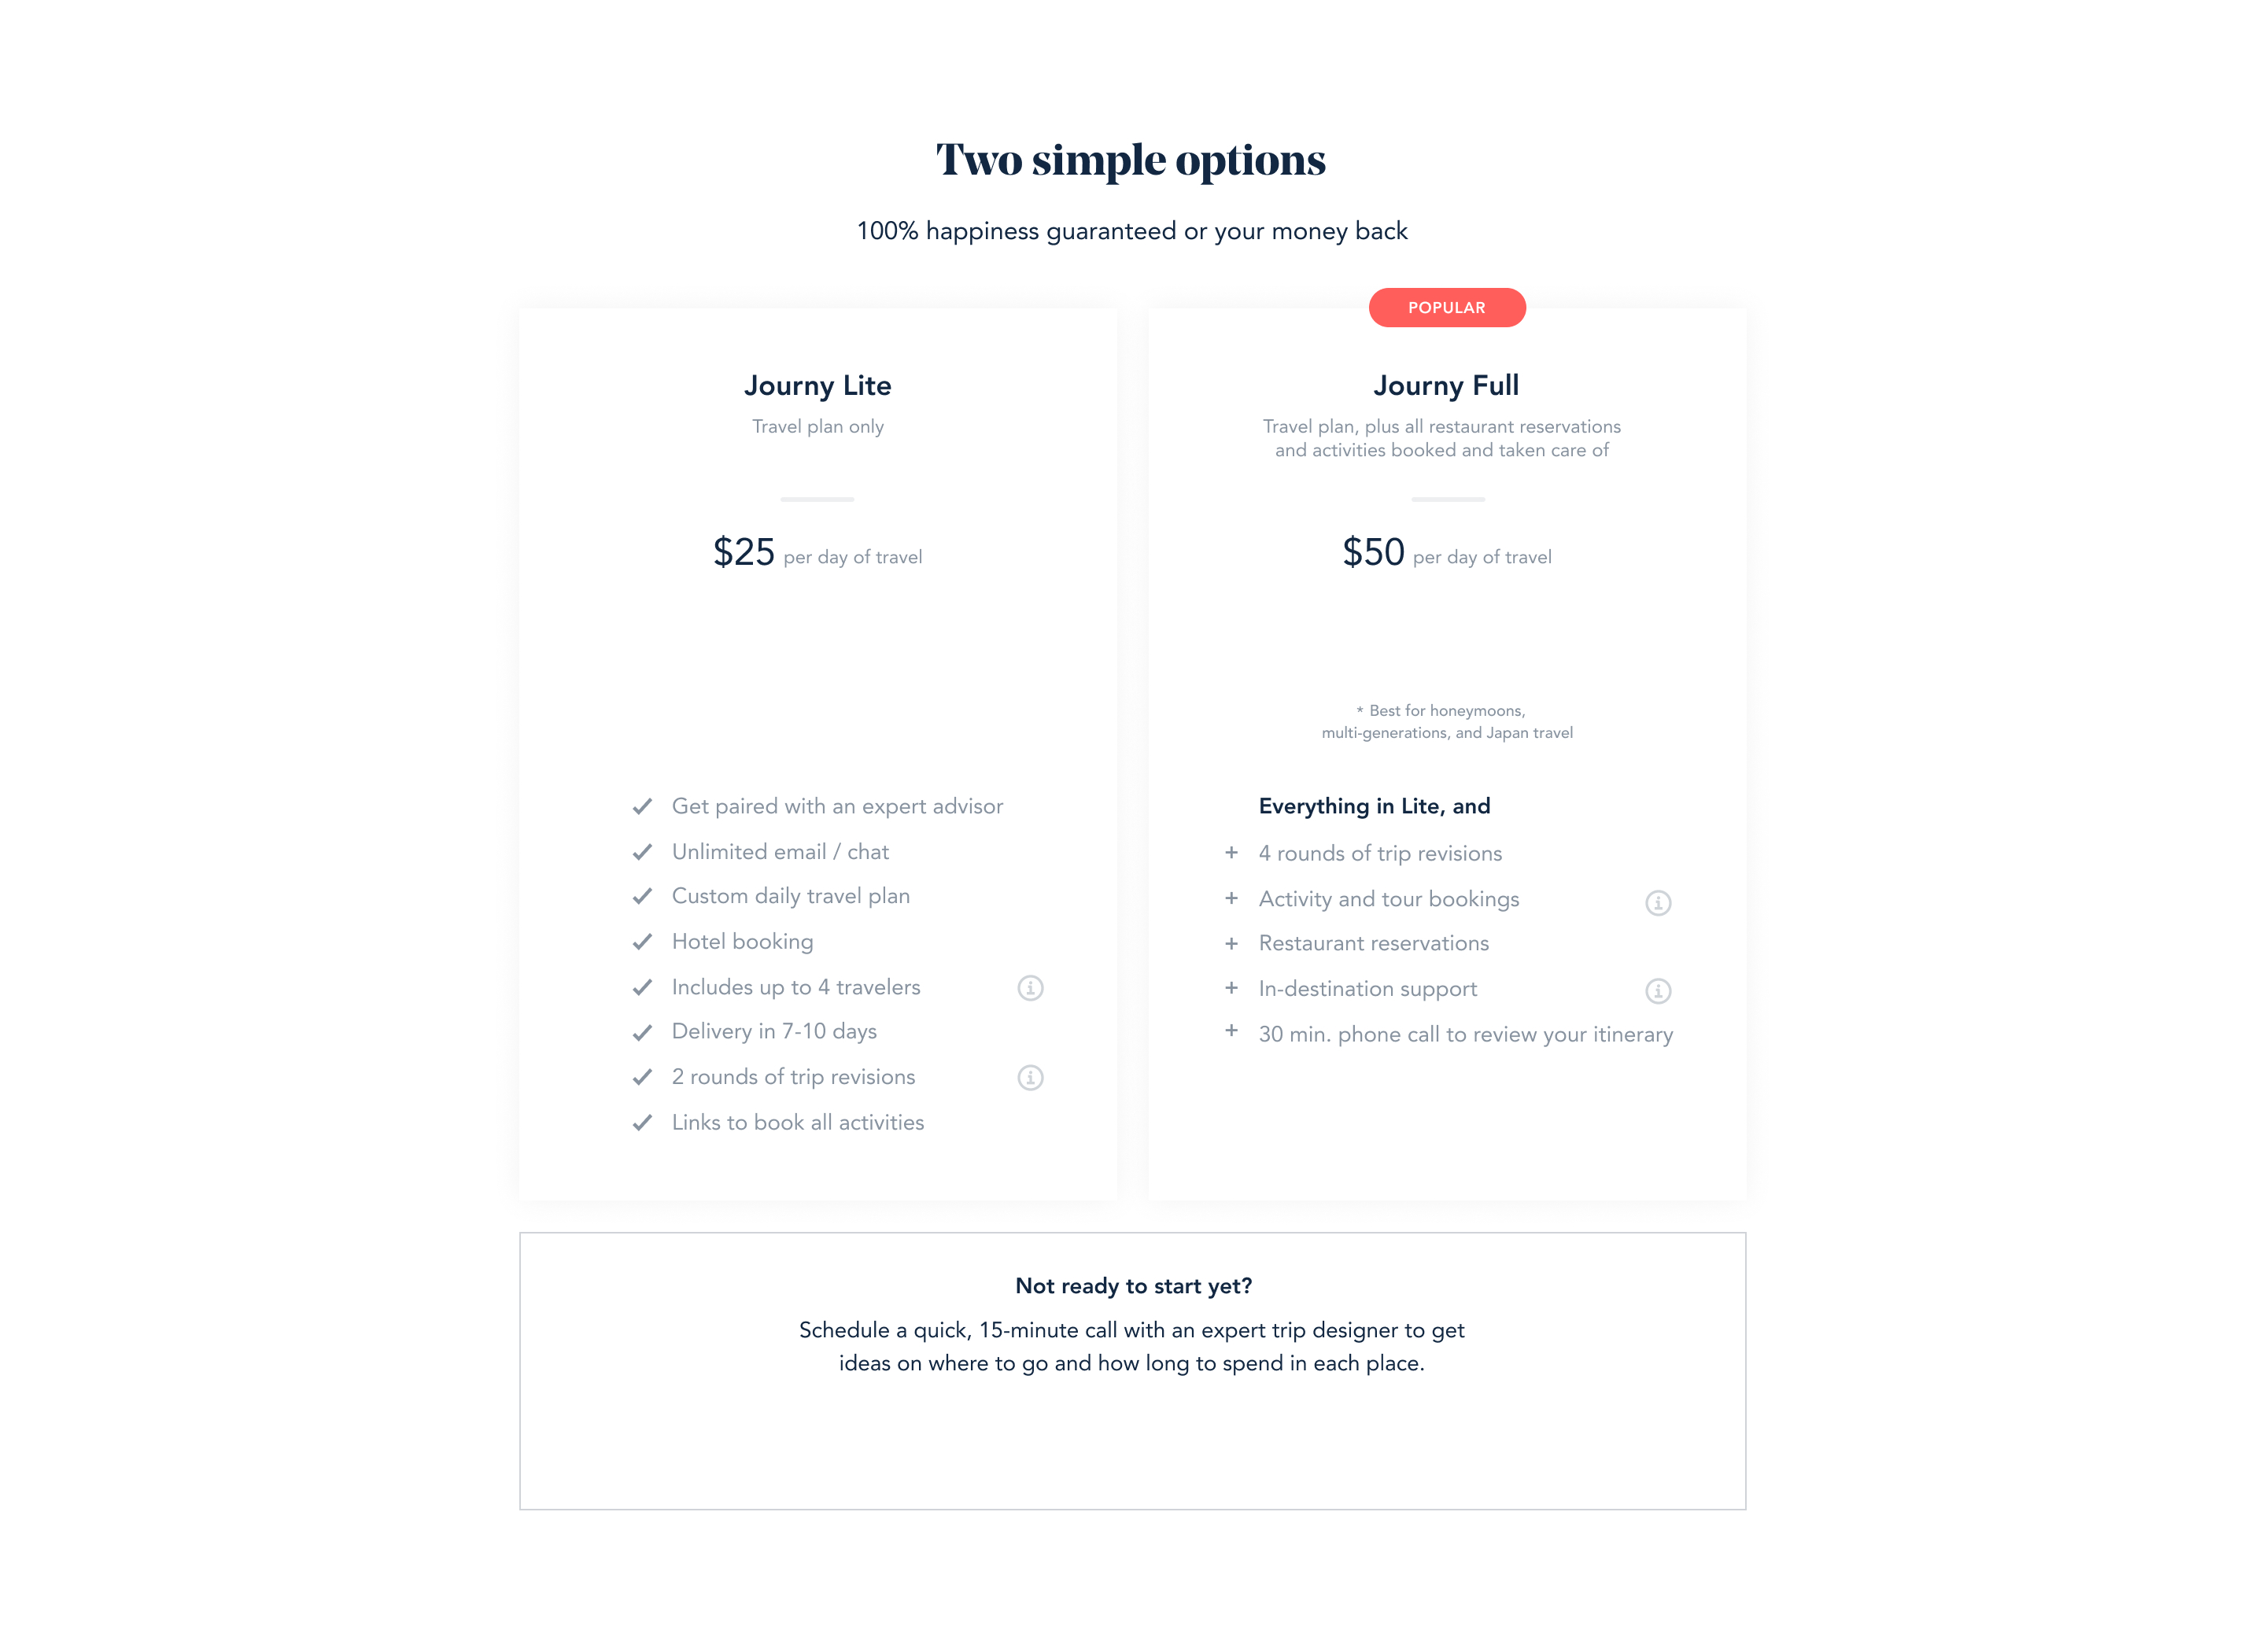 Two simple options
100% happiness guaranteed or your money back
Journy Lite
Travel plan only
$25 per day of travel
Get paired with an expert advisor
Unlimited email / chat
Custom daily travel plan
Hotel booking
Includes up to 4 travelers
Delivery in 7-10 days
2 rounds of trip revisions
Links to book all activities
POPULAR
Journy Full
Travel plan, plus all restaurant reservations
and activities booked and taken care of
$50 per day of travel
* Best for honeymoons,
multi-generations, and Japan travel
Everything in Lite, and
+ 4 rounds of trip revisions
+ Activity and tour bookings
+ Restaurant reservations
+ In-destination support
+ 30 min. phone call to review your itinerary
Not ready to start yet?
Schedule a quick, 15-minute call with an expert trip designer to get
ideas on where to go and how long to spend in each place.